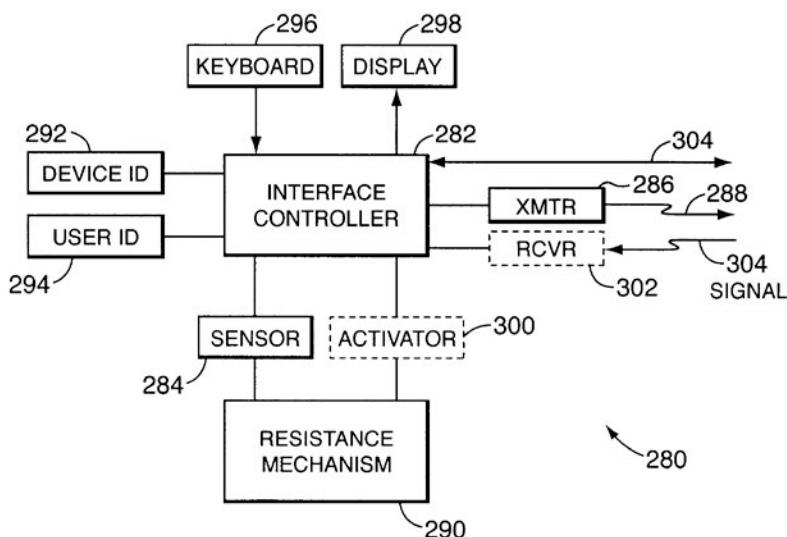 296
298
KEYBOARD
DISPLAY
292
282
304
DEVICE ID
INTERFACE
CONTROLLER
286
XMTR
288
USER ID
RCVR
294
302
304
SIGNAL
SENSOR
ACTIVATOR
300
284
RESISTANCE
MECHANISM
280
290